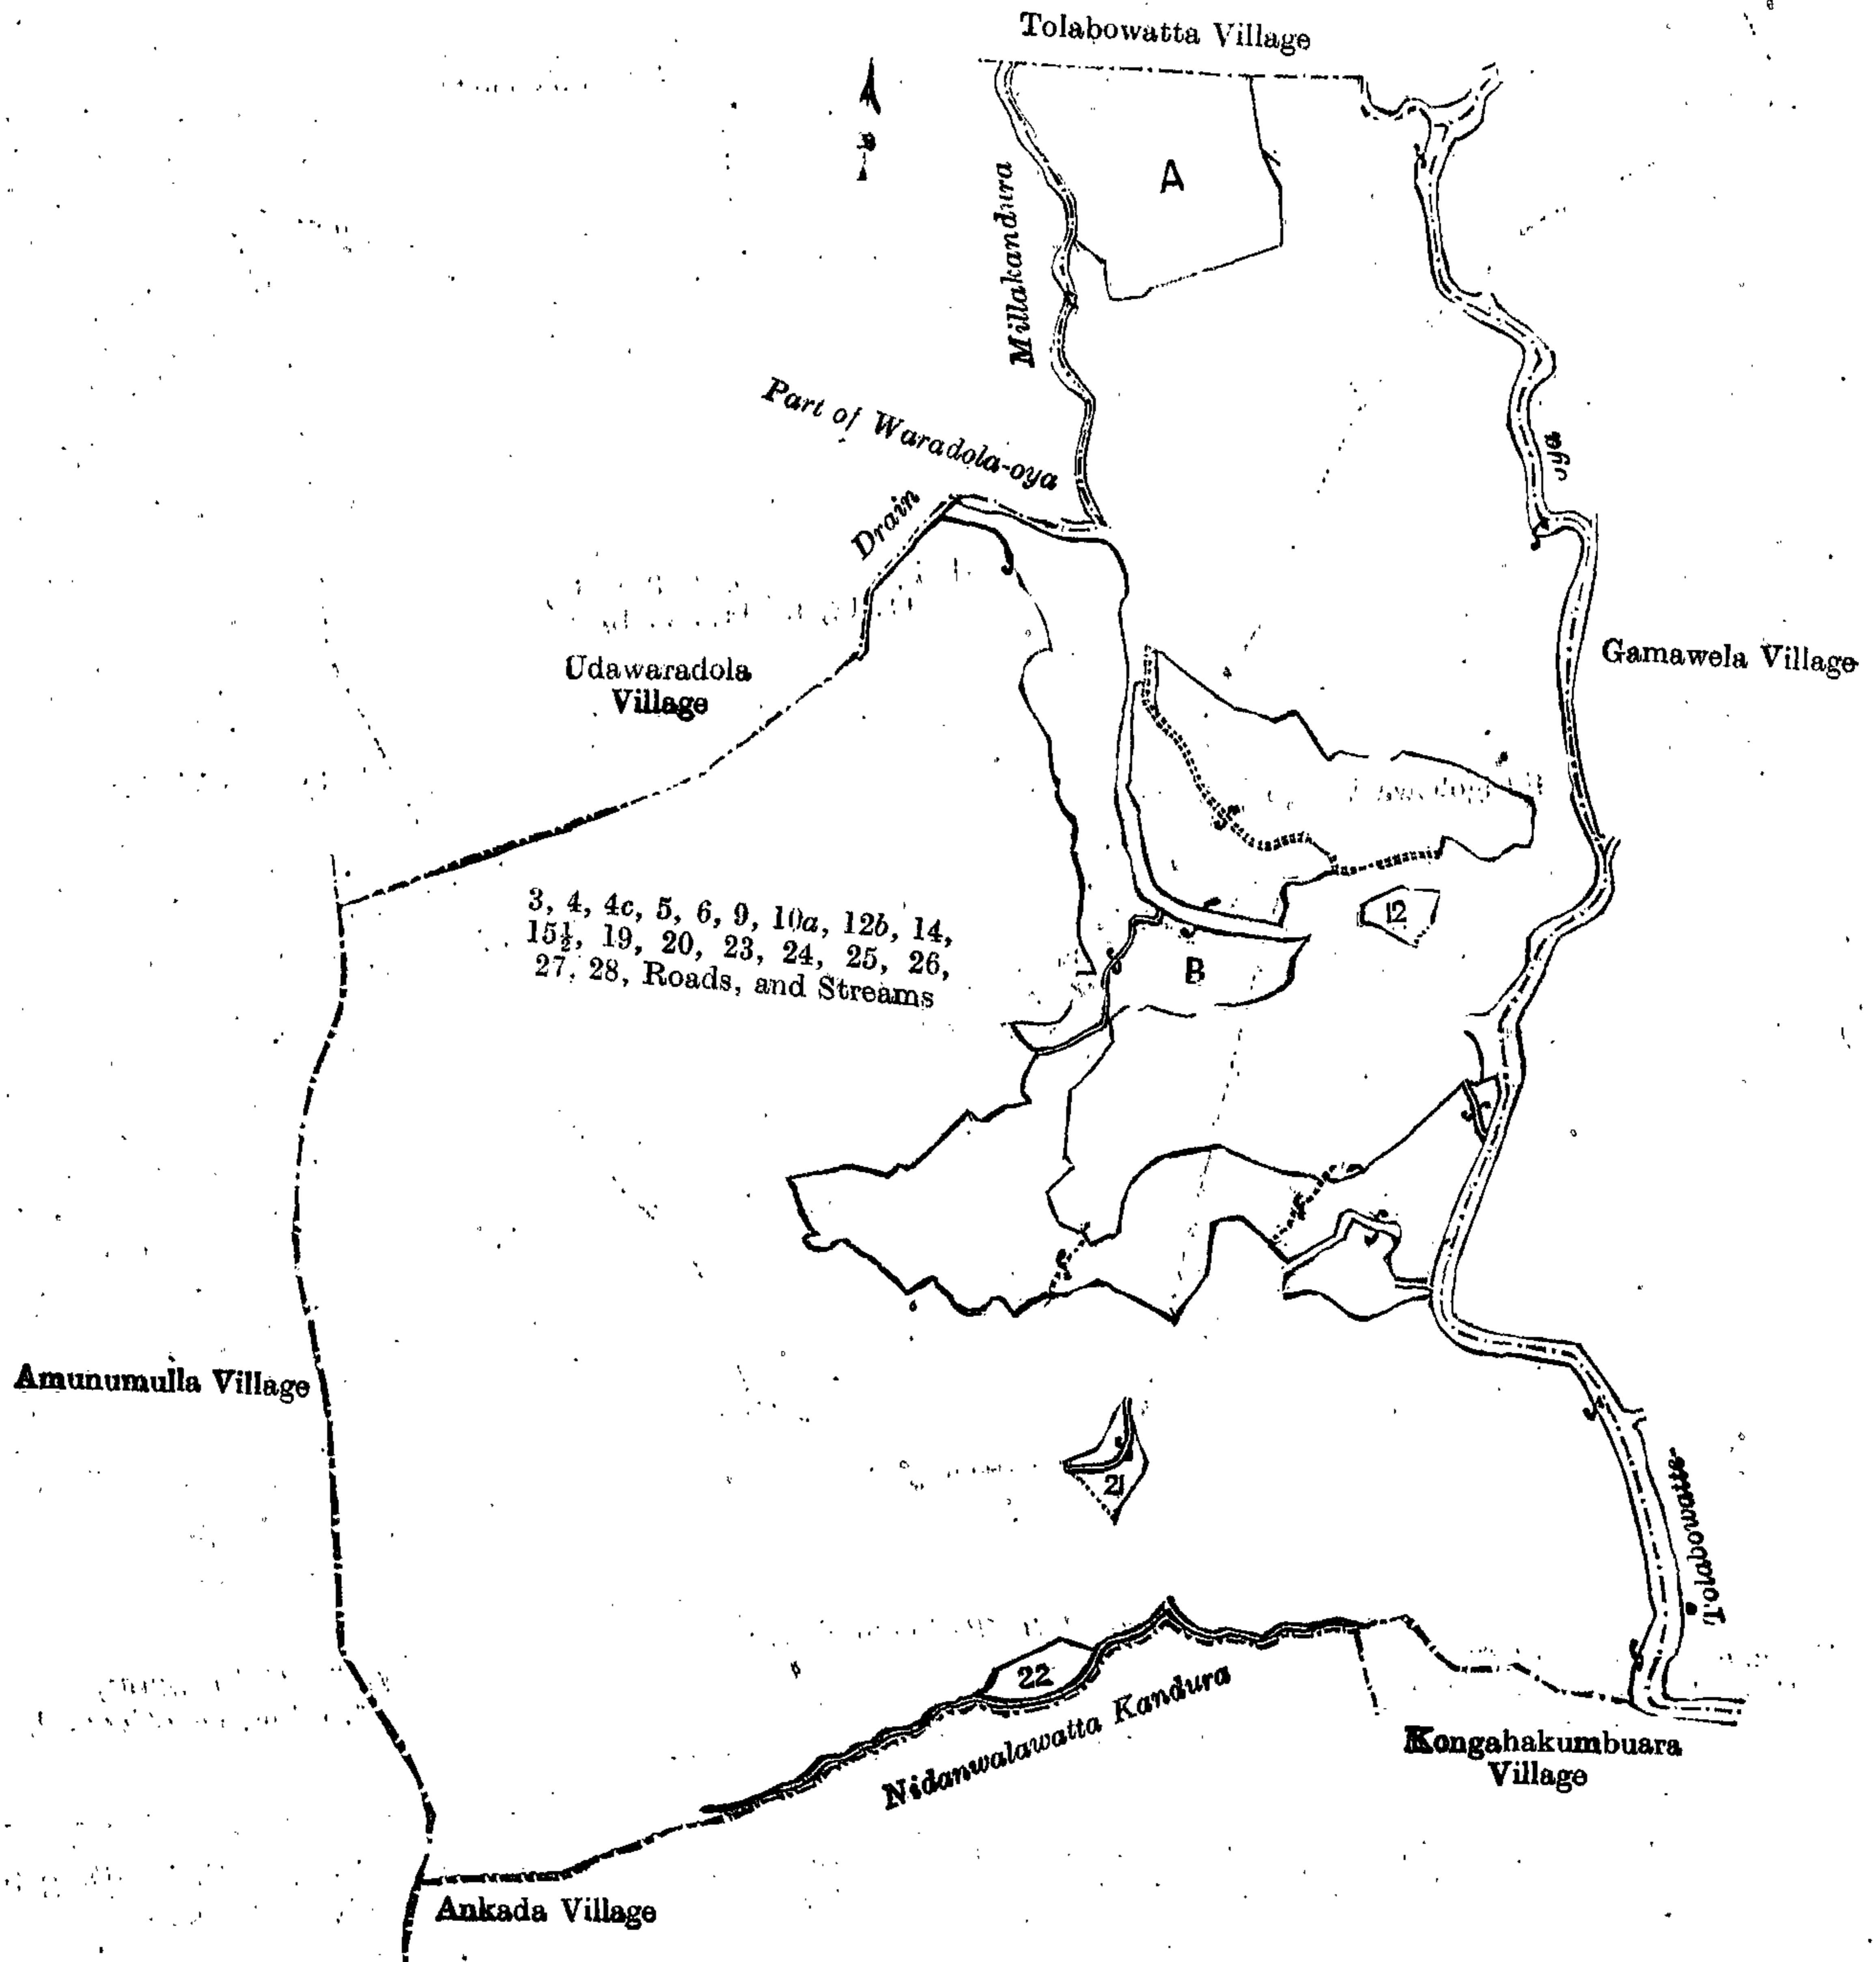 Tolabowatta Village
A
Millakandura
Part of Waradola-oya
oya
Drain
Gamawela Village
Udawaradola
Village
12
3, 4, 4c, 5, 6, 9, 10a, 12b, 14,
15½, 19, 20, 23, 24, 25, 26,
27, 28, Roads, and Streams
B
Amunumulla Village
21
Tolabowatte-
22
Nidanwalawatta Kandura
Kongahakumbuara
Village
Ankada Village